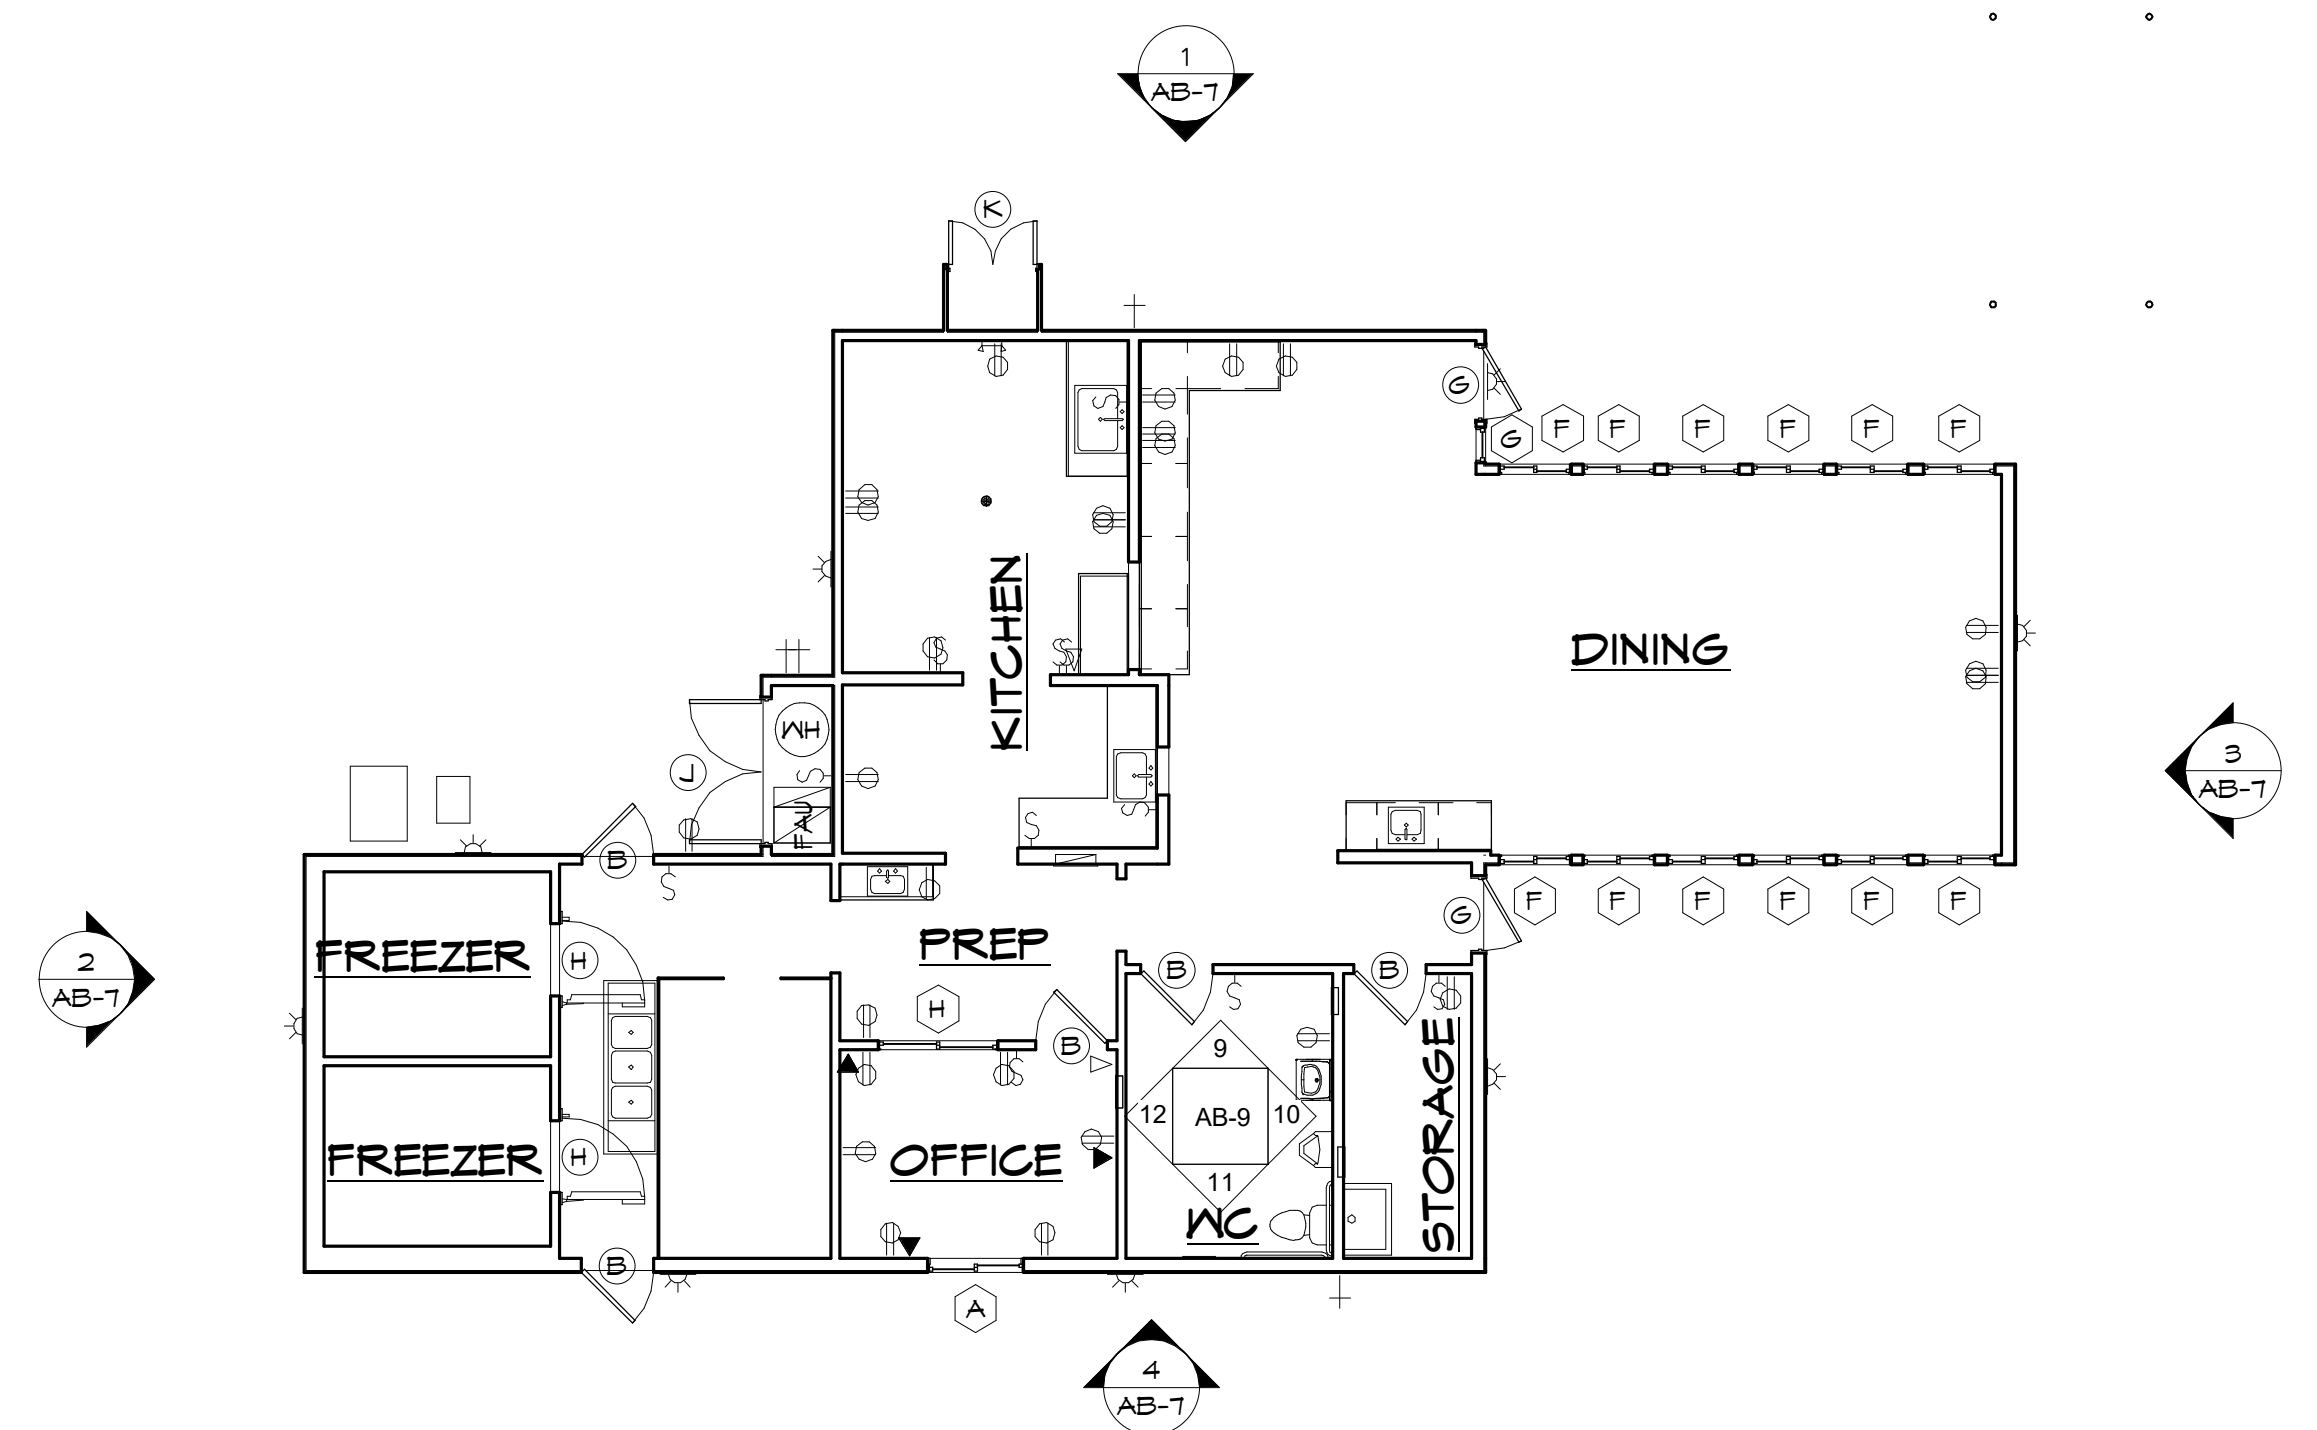 1
AB-7
K
G
G
F
F
F
F
F
F
KITCHEN
DINING
WH
J
FAU
3
AB-7
B
F
F
F
F
F
F
G
2
AB-7
FREEZER
H
PREP
B
B
H
B
STORAGE
9
12
AB-9
10
11
FREEZER
H
OFFICE
WC
B
A
4
AB-7
S
S
S
S
S
S
S
S
S
S
S